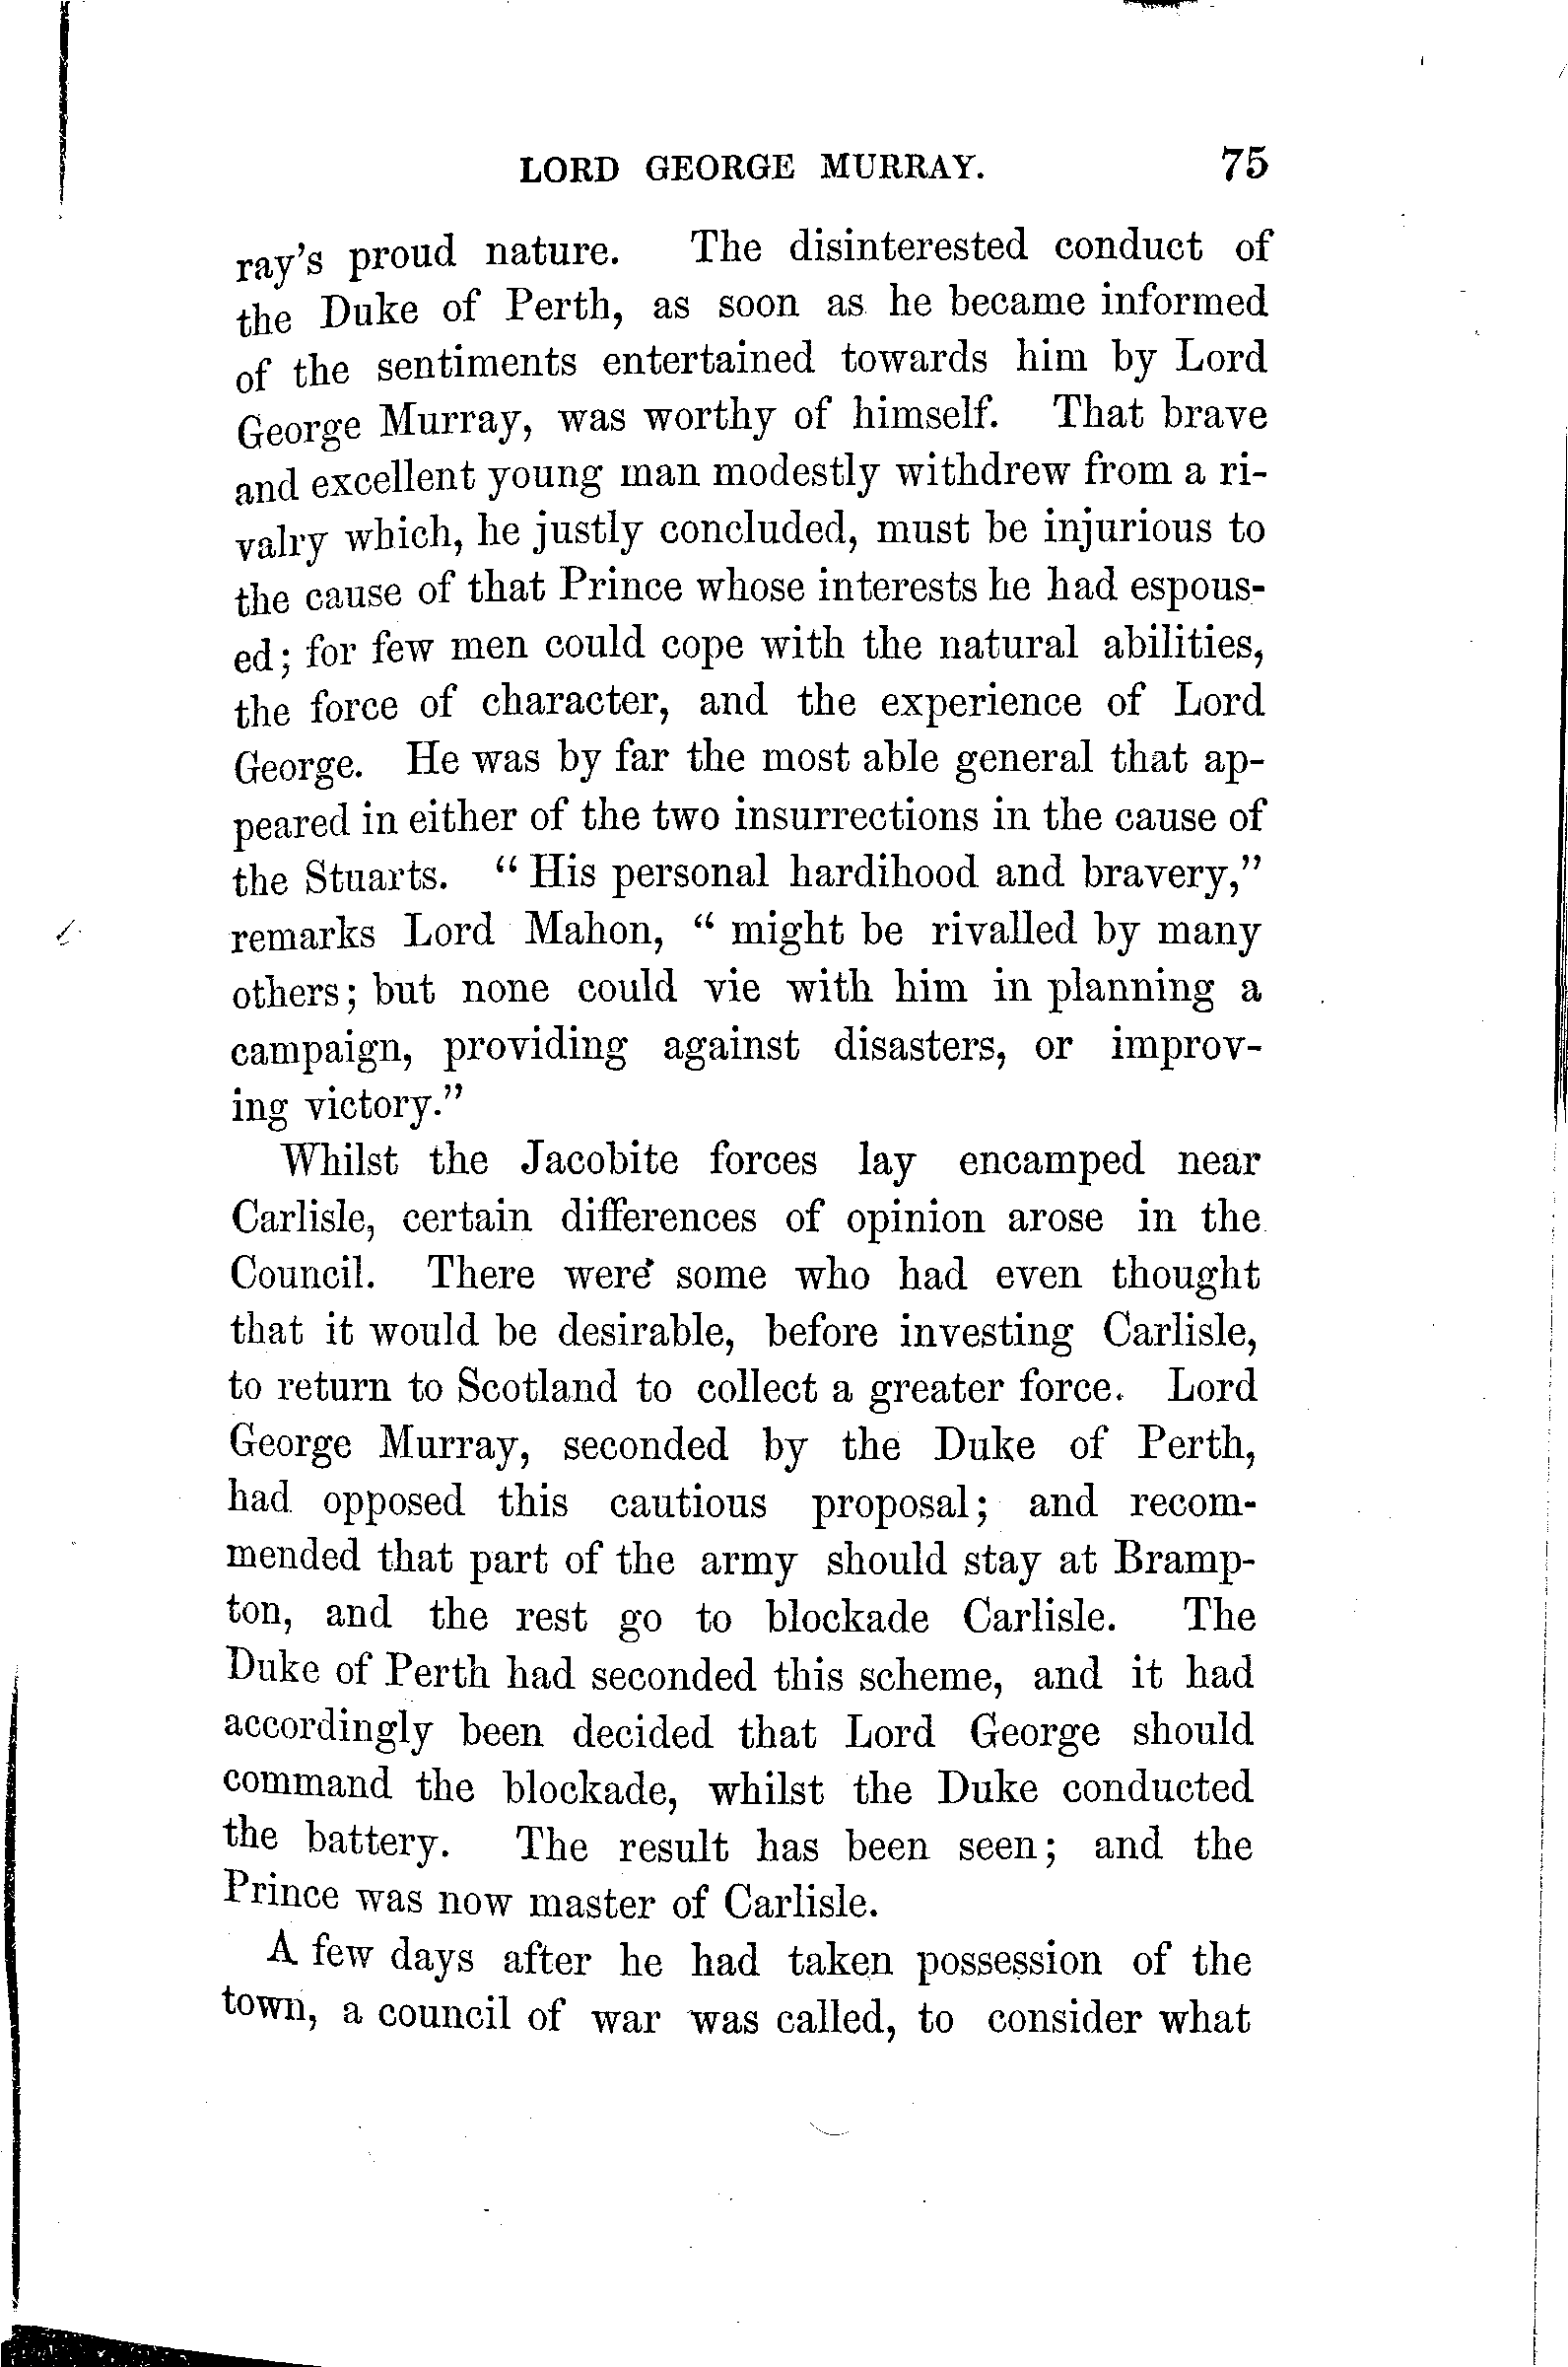 LORD GEORGE MURRAY. 75
ray's proud nature. The disinterested conduct of
the Duke of Perth, as soon as he became informed
of the sentiments entertained towards him by Lord
George Murray, was worthy of himself. That brave
and excellent young man modestly withdrew from a ri-
valry which, he justly concluded, must be injurious to
the cause of that Prince whose interests he had espous-
ed; for few men could cope with the natural abilities,
the force of character, and the experience of Lord
George. He was by far the most able general that ap-
peared in either of the two insurrections in the cause of
the Stuarts. “His personal hardihood and bravery,”
remarks Lord Mahon, “might be rivalled by many
others; but none could vie with him in planning a
campaign, providing against disasters, or improv-
ing victory.”
Whilst the Jacobite forces lay encamped near
Carlisle, certain differences of opinion arose in the
Council. There were some who had even thought
that it would be desirable, before investing Carlisle,
to return to Scotland to collect a greater force. Lord
George Murray, seconded by the Duke of Perth,
had opposed this cautious proposal; and recom-
mended that part of the army should stay at Bramp-
ton, and the rest go to blockade Carlisle. The
Duke of Perth had seconded this scheme, and it had
accordingly been decided that Lord George should
command the blockade, whilst the Duke conducted
the battery. The result has been seen; and the
Prince was now master of Carlisle.
A few days after he had taken possession of the
town, a council of war was called, to consider what